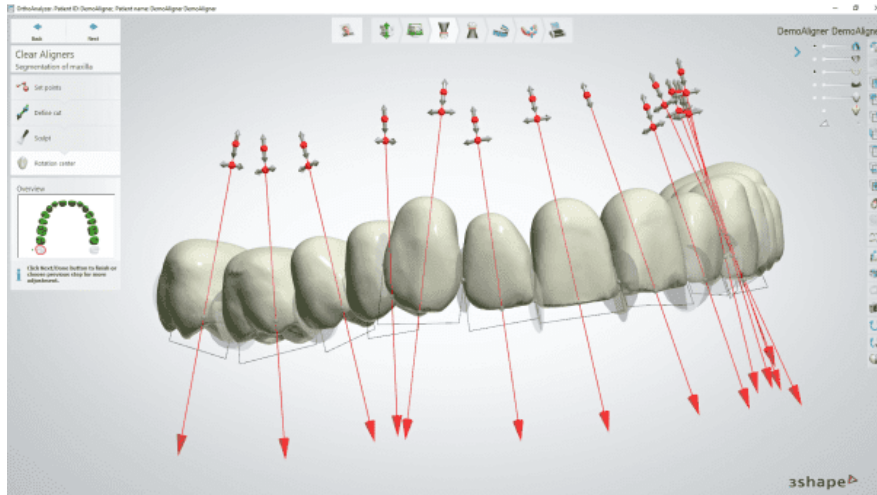 OrthoAnalyzer: Patient ID: DemoAligner, Patient name: DemoAligner DemoAligner
Back
Next
DemoAligner DemoAligne
Clear Aligners
Segmentation of maxilla
Set points
Define cut
Sculpt
Rotation center
Overview
Click Next/Done button to finish or
choose previous step for more
adjustment.
3shape